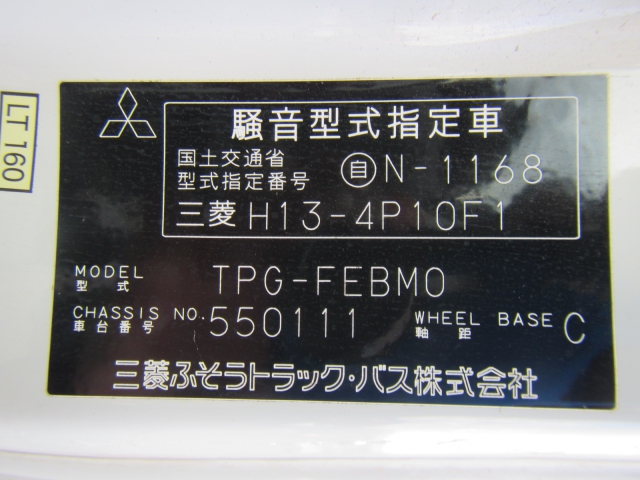 LT 160
騒音型式指定車
国土交通省
型式指定番号 自N-1168
三菱 H13-4P10F1
MODEL
型式 TPG-FEBM0
CHASSIS NO.
車台番号 550111 WHEEL BASE
軸距 C
三菱ふそうトラック・バス株式会社